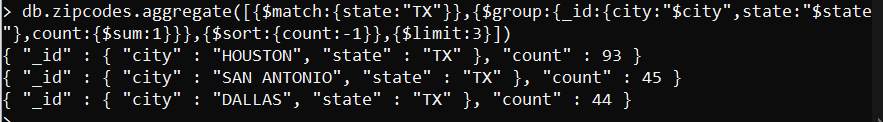 > db.zipcodes.aggregate([{$match:{state:"TX"}},{$group:{_id:{city:"$city",state:"$state
"},count:{$sum:1}}},{$sort:{count:-1}},{$limit:3}])
{ "_id" : { "city" : "HOUSTON", "state" : "TX" }, "count" : 93 }
{ "_id" : { "city" : "SAN ANTONIO", "state" : "TX" }, "count" : 45 }
{ "_id" : { "city" : "DALLAS", "state" : "TX" }, "count" : 44 }
>